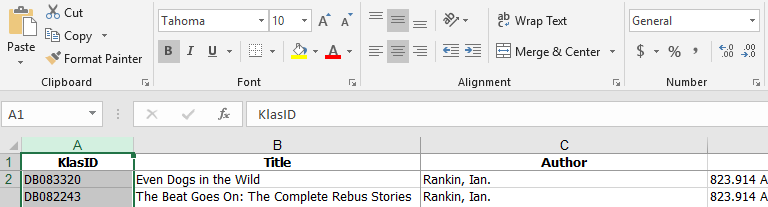 Cut Tahoma 10 A A Wrap Text General
Copy
Paste Format Painter B I U A Merge & Center $ % , .0 .00 .00 .0
Clipboard Font Alignment Number
A1 fx KlasID
A B C
1 KlasID Title Author
2 DB083320 Even Dogs in the Wild Rankin, Ian. 823.914 A
3 DB082243 The Beat Goes On: The Complete Rebus Stories Rankin, Ian. 823.914 A